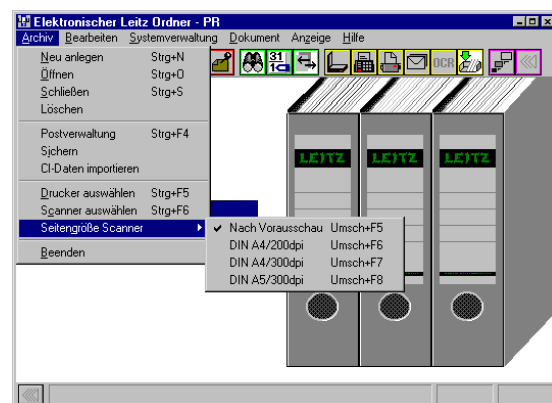 Elektronischer Leitz Ordner - PR
Archiv Bearbeiten Systemverwaltung Dokument Anzeige Hilfe
31
OCR
Neu anlegen Strg+N
Öffnen Strg+O
Schließen Strg+S
Löschen
Postverwaltung Strg+F4
Sichern
CI-Daten importieren
Drucker auswählen Strg+F5
Scanner auswählen Strg+F6
Seitengröße Scanner
Beenden
Nach Vorausschau Umsch+F5
DIN A4/200dpi Umsch+F6
DIN A4/300dpi Umsch+F7
DIN A5/300dpi Umsch+F8
LEITZ LEITZ LEITZ